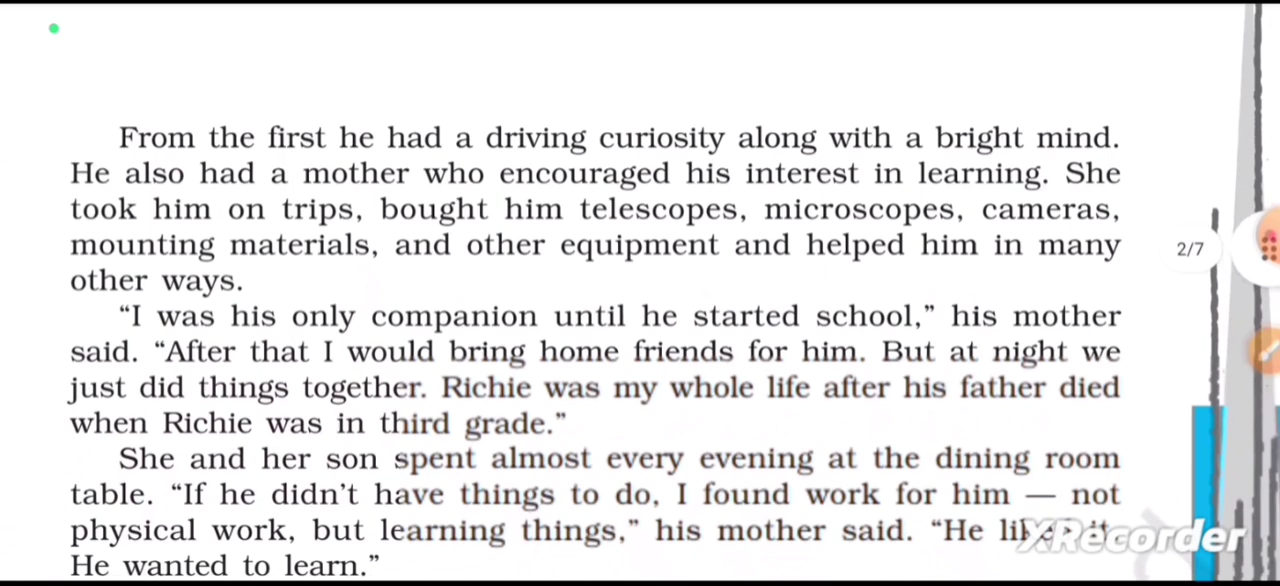 From the first he had a driving curiosity along with a bright mind.
He also had a mother who encouraged his interest in learning. She
took him on trips, bought him telescopes, microscopes, cameras,
mounting materials, and other equipment and helped him in many
2/7
other ways.
“I was his only companion until he started school,” his mother
said. “After that I would bring home friends for him. But at night we
just did things together. Richie was my whole life after his father died
when Richie was in third grade.”
She and her son spent almost every evening at the dining room
table. “If he didn’t have things to do, I found work for him — not
physical work, but learning things,” his mother said. “He
XRecorder
He wanted to learn.”